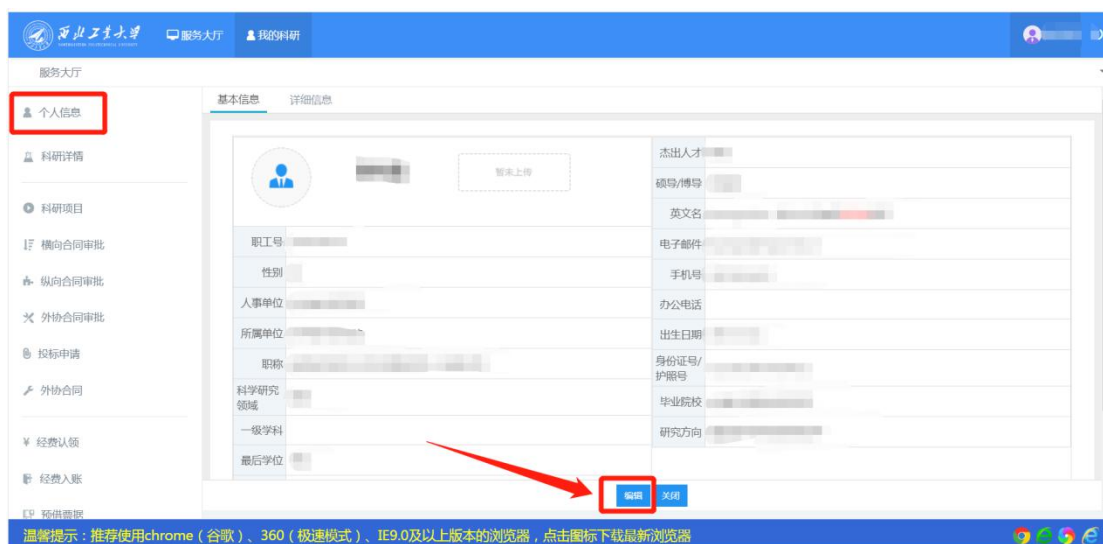 西北工业大学 服务大厅 我的科研
服务大厅
个人信息
科研详情
科研项目
横向合同审批
纵向合同审批
外协合同审批
投标申请
外协合同
¥ 经费认领
经费入账
预借票据
基本信息 详细信息
暂未上传
职工号
性别
人事单位
所属单位
职称
科学研究
领域
一级学科
最后学位
杰出人才
硕导/博导
英文名
电子邮件
手机号
办公电话
出生日期
身份证号/
护照号
毕业院校
研究方向
编辑 关闭
温馨提示：推荐使用chrome（谷歌）、360（极速模式）、IE9.0及以上版本的浏览器，点击图标下载最新浏览器